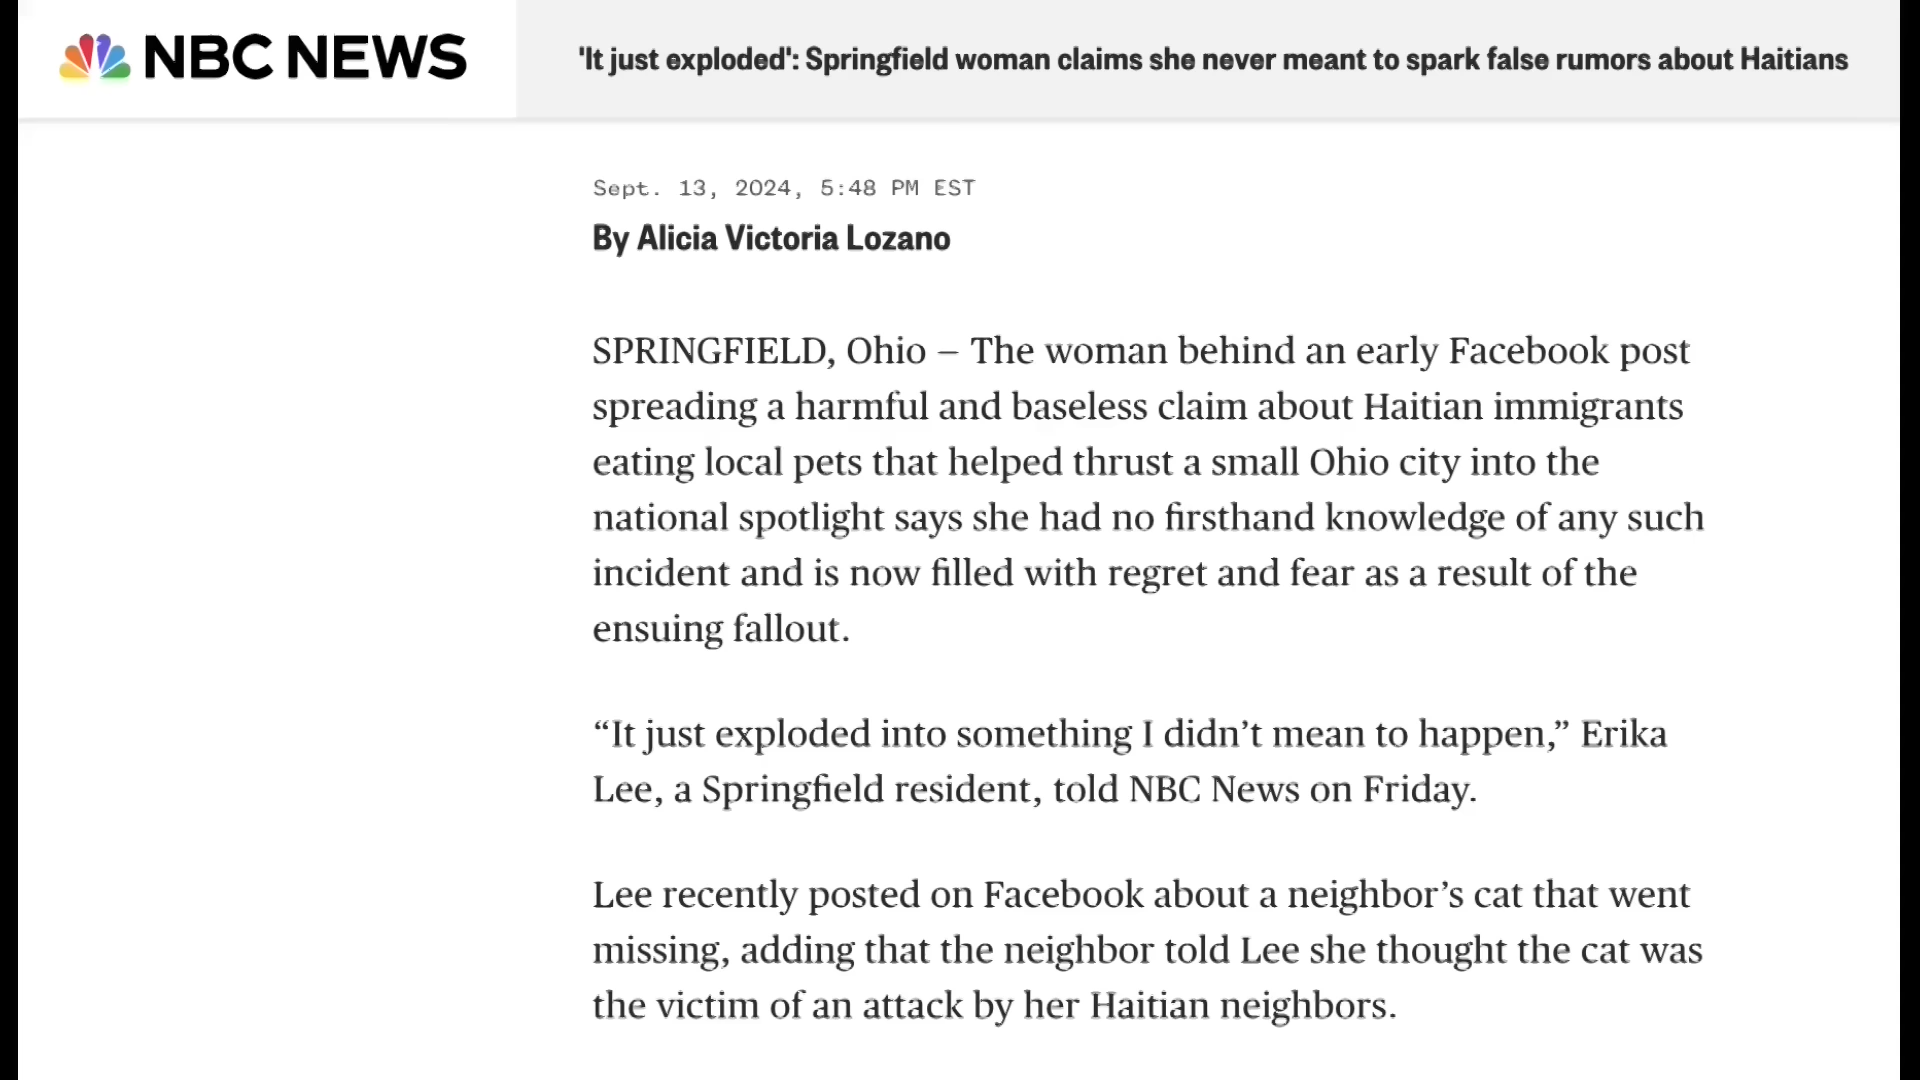 NBC NEWS
'It just exploded': Springfield woman claims she never meant to spark false rumors about Haitians
Sept. 13, 2024, 5:48 PM EST
By Alicia Victoria Lozano
SPRINGFIELD, Ohio — The woman behind an early Facebook post
spreading a harmful and baseless claim about Haitian immigrants
eating local pets that helped thrust a small Ohio city into the
national spotlight says she had no firsthand knowledge of any such
incident and is now filled with regret and fear as a result of the
ensuing fallout.
“It just exploded into something I didn’t mean to happen,” Erika
Lee, a Springfield resident, told NBC News on Friday.
Lee recently posted on Facebook about a neighbor’s cat that went
missing, adding that the neighbor told Lee she thought the cat was
the victim of an attack by her Haitian neighbors.